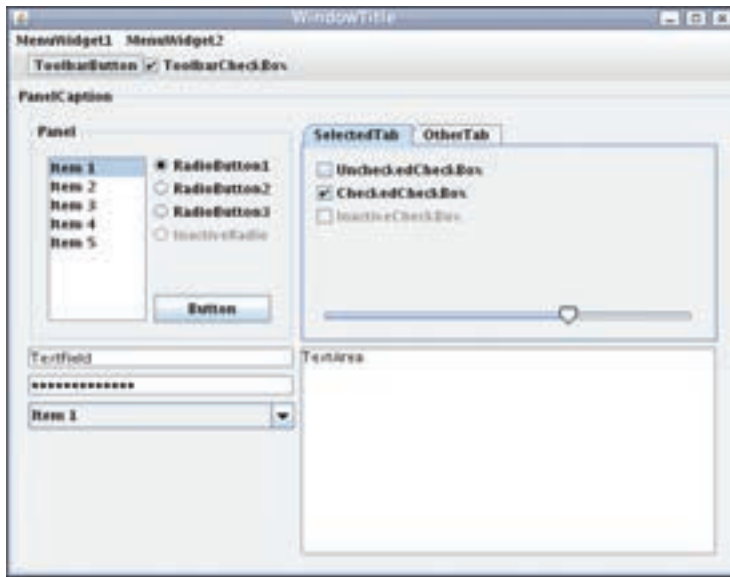 WindowTitle
MenuWidget1 MenuWidget2
ToolbarButton ToolbarCheckBox
PanelCaption
Panel
Item 1
Item 2
Item 3
Item 4
Item 5
RadioButton1
RadioButton2
RadioButton3
InactiveRadio
Button
SelectedTab OtherTab
UncheckedCheckBox
CheckedCheckBox
InactiveCheckBox
TextField
•••••••••••••
Item 1
TextArea